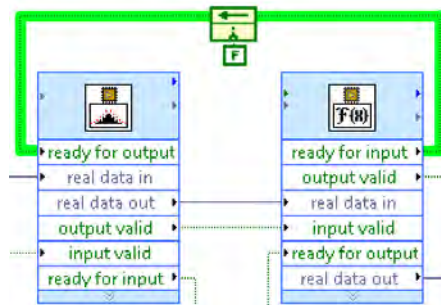 F
F(x)
ready for output
real data in
real data out
output valid
input valid
ready for input
ready for input
output valid
real data in
input valid
ready for output
real data out